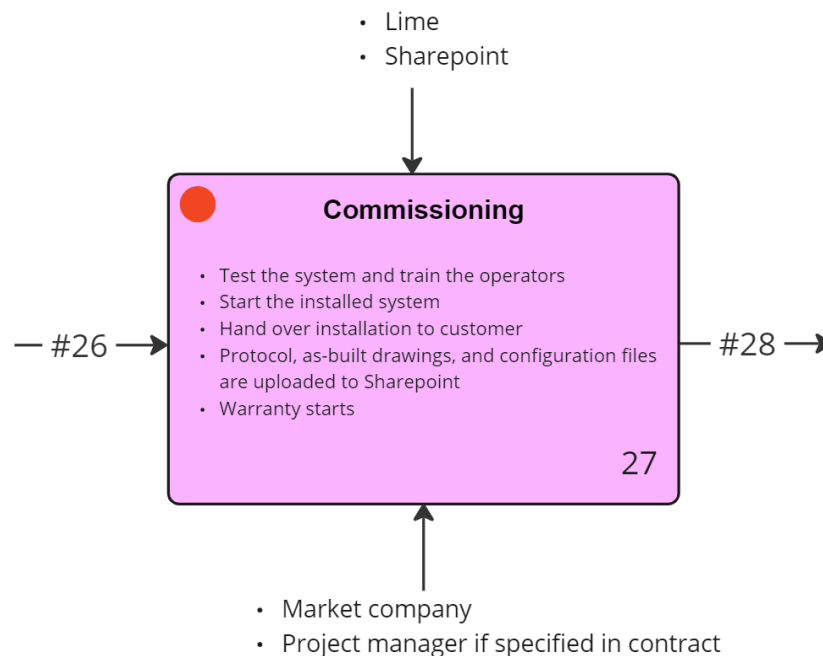 • Lime
• Sharepoint
Commissioning
• Test the system and train the operators
• Start the installed system
#26
• Hand over installation to customer
#28
• Protocol, as-built drawings, and configuration files
are uploaded to Sharepoint
• Warranty starts
27
• Market company
• Project manager if specified in contract